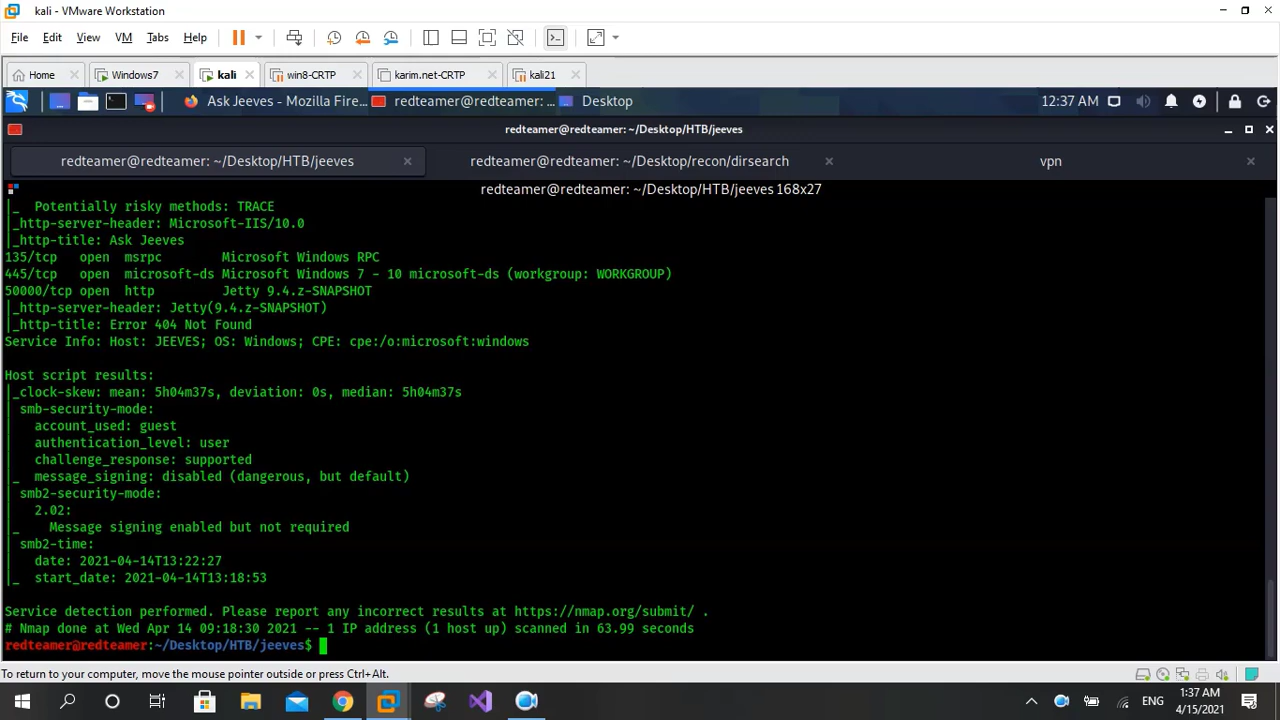 kali - VMware Workstation
File Edit View VM Tabs Help
Home Windows7 kali win8-CRTP karim.net-CRTP kali21
Ask Jeeves - Mozilla Fire... redteamer@redteamer: ... Desktop 12:37 AM
redteamer@redteamer: ~/Desktop/HTB/jeeves
redteamer@redteamer: ~/Desktop/HTB/jeeves redteamer@redteamer: ~/Desktop/recon/dirsearch vpn
redteamer@redteamer: ~/Desktop/HTB/jeeves 168x27
|_  Potentially risky methods: TRACE
|_http-server-header: Microsoft-IIS/10.0
|_http-title: Ask Jeeves
135/tcp   open  msrpc        Microsoft Windows RPC
445/tcp   open  microsoft-ds Microsoft Windows 7 - 10 microsoft-ds (workgroup: WORKGROUP)
50000/tcp open  http         Jetty 9.4.z-SNAPSHOT
|_http-server-header: Jetty(9.4.z-SNAPSHOT)
|_http-title: Error 404 Not Found
Service Info: Host: JEEVES; OS: Windows; CPE: cpe:/o:microsoft:windows
Host script results:
|_clock-skew: mean: 5h04m37s, deviation: 0s, median: 5h04m37s
| smb-security-mode:
|   account_used: guest
|   authentication_level: user
|   challenge_response: supported
|_  message_signing: disabled (dangerous, but default)
| smb2-security-mode:
|   2.02:
|_    Message signing enabled but not required
| smb2-time:
|   date: 2021-04-14T13:22:27
|_  start_date: 2021-04-14T13:18:53
Service detection performed. Please report any incorrect results at https://nmap.org/submit/ .
# Nmap done at Wed Apr 14 09:18:30 2021 -- 1 IP address (1 host up) scanned in 63.99 seconds
redteamer@redteamer:~/Desktop/HTB/jeeves$
To return to your computer, move the mouse pointer outside or press Ctrl+Alt.
ENG
1:37 AM
4/15/2021